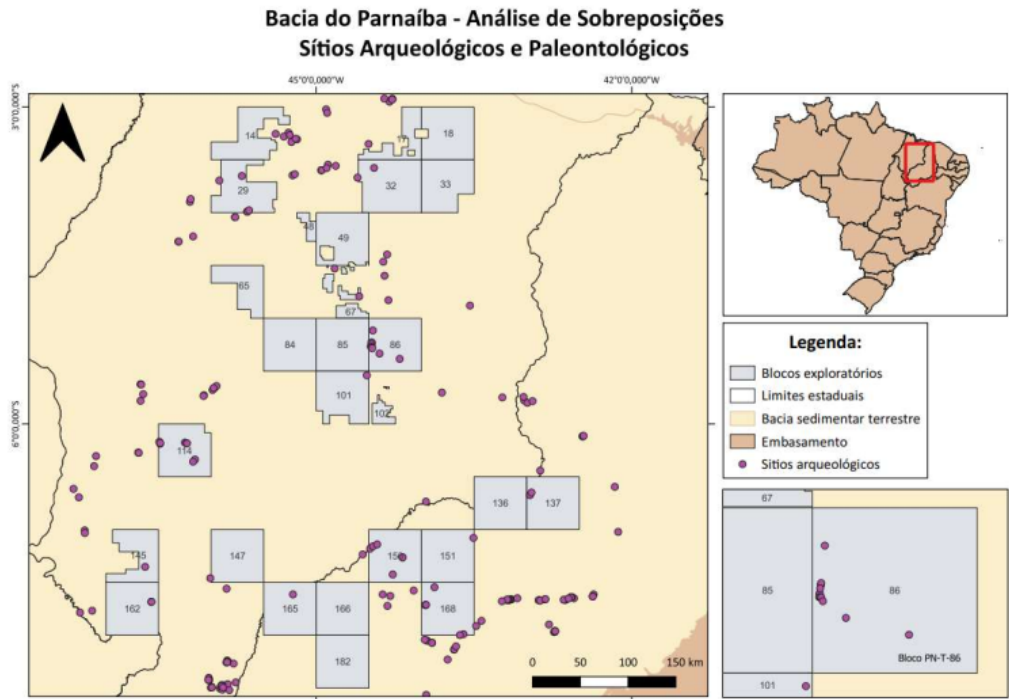 Bacia do Parnaíba - Análise de Sobreposições
Sítios Arqueológicos e Paleontológicos
45°0'0,000"W
42°0'0,000"W
3°0'0,000"S
6°0'0,000"S
14
17
18
29
32
33
48
49
65
67
84
85
86
101
102
114
136
137
145
147
150
151
162
165
166
168
182
0 50 100 150 km
Legenda:
Blocos exploratórios
Limites estaduais
Bacia sedimentar terrestre
Embasamento
Sitios arqueológicos
67
85
86
Bloco PN-T-86
101